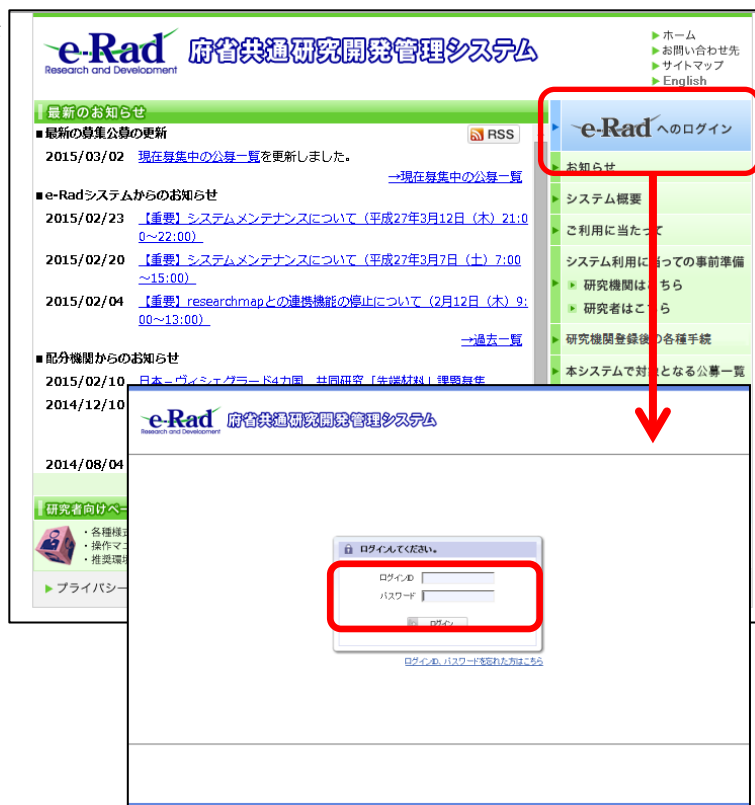 e-Rad
Research and Development
府省共通研究開発管理システム
ホーム
お問い合わせ先
サイトマップ
English
最新のお知らせ
■最新の募集公募の更新
RSS
2015/03/02 現在募集中の公募一覧を更新しました。
→現在募集中の公募一覧
■e-Radシステムからのお知らせ
2015/02/23 【重要】システムメンテナンスについて（平成27年3月12日（木）21:0
0～22:00）
2015/02/20 【重要】システムメンテナンスについて（平成27年3月7日（土）7:00
～15:00）
2015/02/04 【重要】researchmapとの連携機能の停止について（2月12日（木）9:
00～13:00）
→過去一覧
■配分機関からのお知らせ
2015/02/10 日本－ヴィシェグラード4カ国 共同研究「先端材料」課題募集
2014/12/10
2014/08/04
e-Rad へのログイン
お知らせ
システム概要
ご利用に当たって
システム利用に当っての事前準備
研究機関はこちら
研究者はこちら
研究機関登録後の各種手続
本システムで対象となる公募一覧
研究者向けペー
・各種様式
・操作マニ
・推奨環境
プライバシー
e-Rad
Research and Development
府省共通研究開発管理システム
ログインしてください。
ログインID
パスワード
ログイン
ログインID、パスワードを忘れた方はこちら